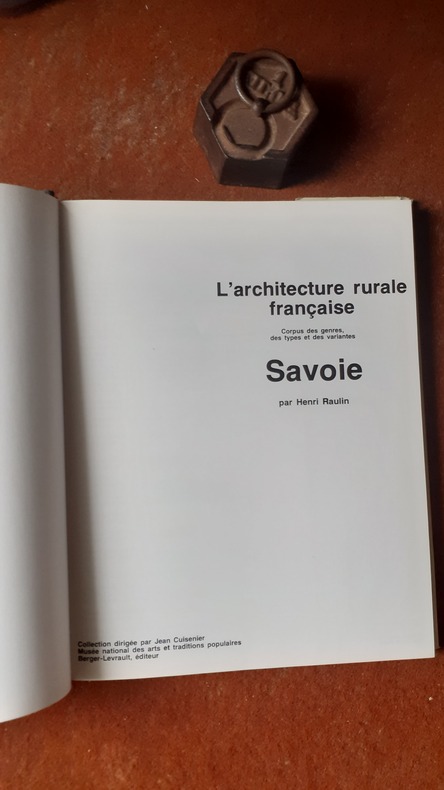 L'architecture rurale
française
Corpus des genres,
des types et des variantes
Savoie
par Henri Raulin
Collection dirigée par Jean Cuisenier
Musée national des arts et traditions populaires
Berger-Levrault, éditeur